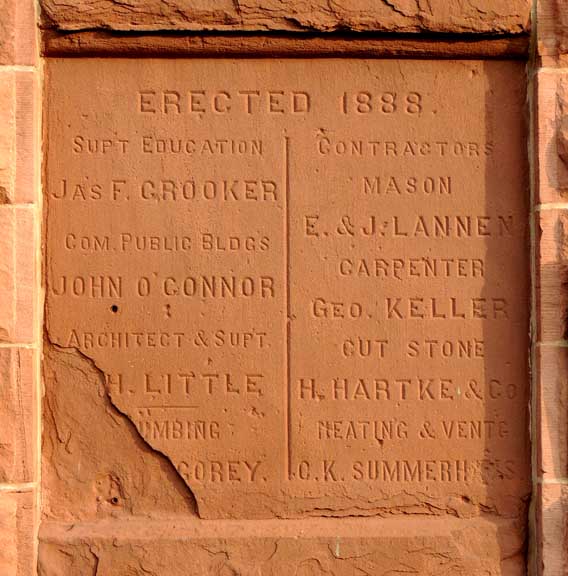 ERECTED 1888.
SUPT EDUCATION
JAS F. CROOKER
COM. PUBLIC BLDGS
JOHN O'CONNOR
ARCHITECT & SUPT.
H. LITTLE
UMBING
COREY.
CONTRACTORS
MASON
E. & J. LANNEN
CARPENTER
GEO. KELLER
CUT STONE
H. HARTKE & CO
HEATING & VENTG
C.K. SUMMERH